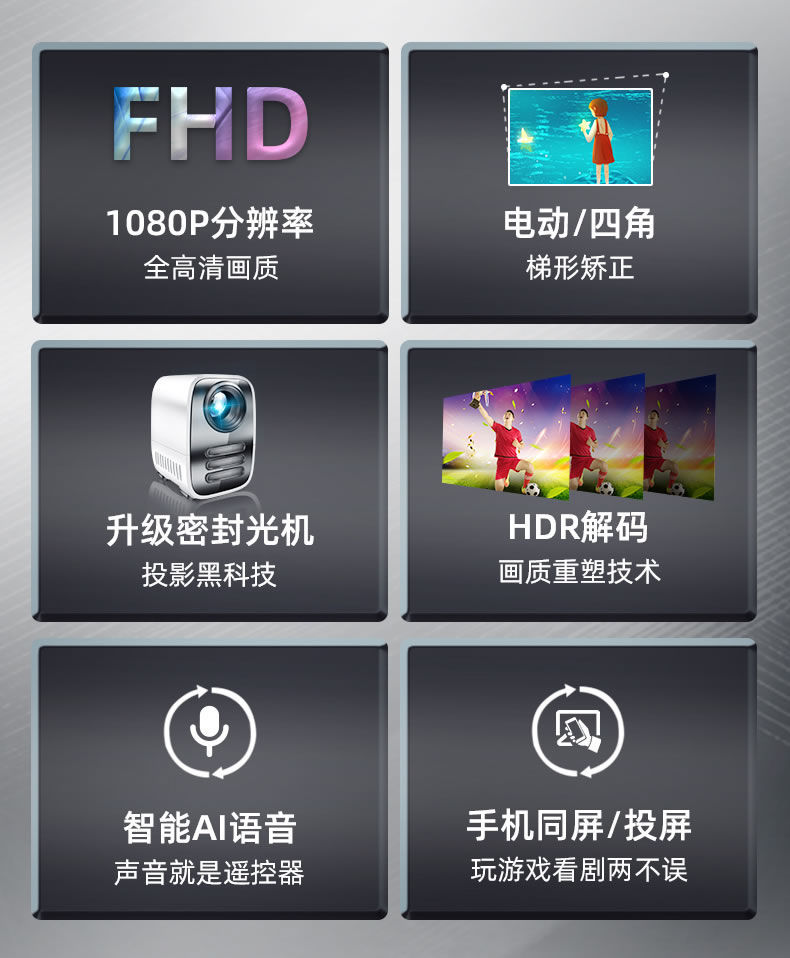 FHD
1080P分辨率
全高清画质
电动/四角
梯形矫正
升级密封光机
投影黑科技
HDR解码
画质重塑技术
智能AI语音
声音就是遥控器
手机同屏/投屏
玩游戏看剧两不误